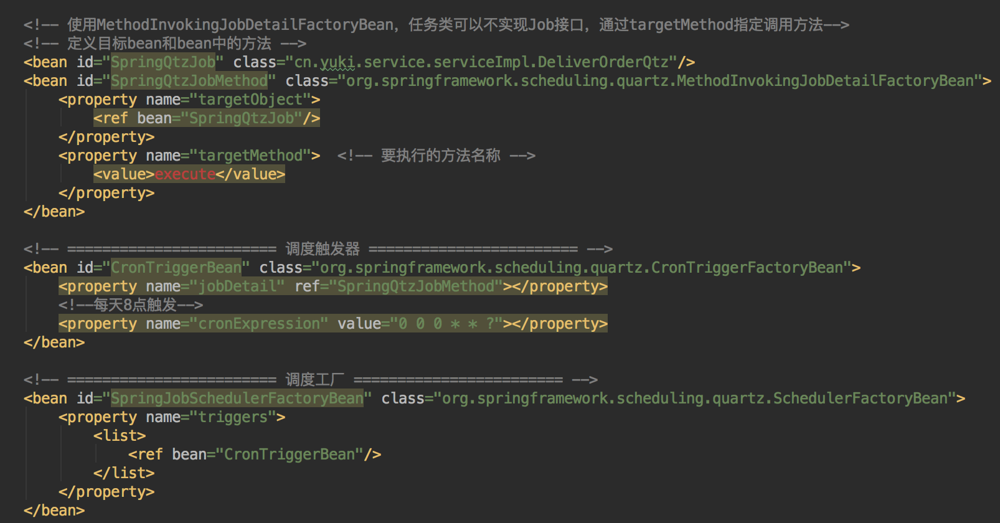 <!-- 使用MethodInvokingJobDetailFactoryBean，任务类可以不实现Job接口，通过targetMethod指定调用方法-->
<!-- 定义目标bean和bean中的方法 -->
<bean id="SpringQtzJob" class="cn.yuki.service.serviceImpl.DeliverOrderQtz"/>
<bean id="SpringQtzJobMethod" class="org.springframework.scheduling.quartz.MethodInvokingJobDetailFactoryBean">
    <property name="targetObject">
        <ref bean="SpringQtzJob"/>
    </property>
    <property name="targetMethod">  <!-- 要执行的方法名称 -->
        <value>execute</value>
    </property>
</bean>

<!-- ======================== 调度触发器 ======================== -->
<bean id="CronTriggerBean" class="org.springframework.scheduling.quartz.CronTriggerFactoryBean">
    <property name="jobDetail" ref="SpringQtzJobMethod"></property>
    <!--每天8点触发-->
    <property name="cronExpression" value="0 0 0 * * ?"></property>
</bean>

<!-- ======================== 调度工厂 ======================== -->
<bean id="SpringJobSchedulerFactoryBean" class="org.springframework.scheduling.quartz.SchedulerFactoryBean">
    <property name="triggers">
        <list>
            <ref bean="CronTriggerBean"/>
        </list>
    </property>
</bean>